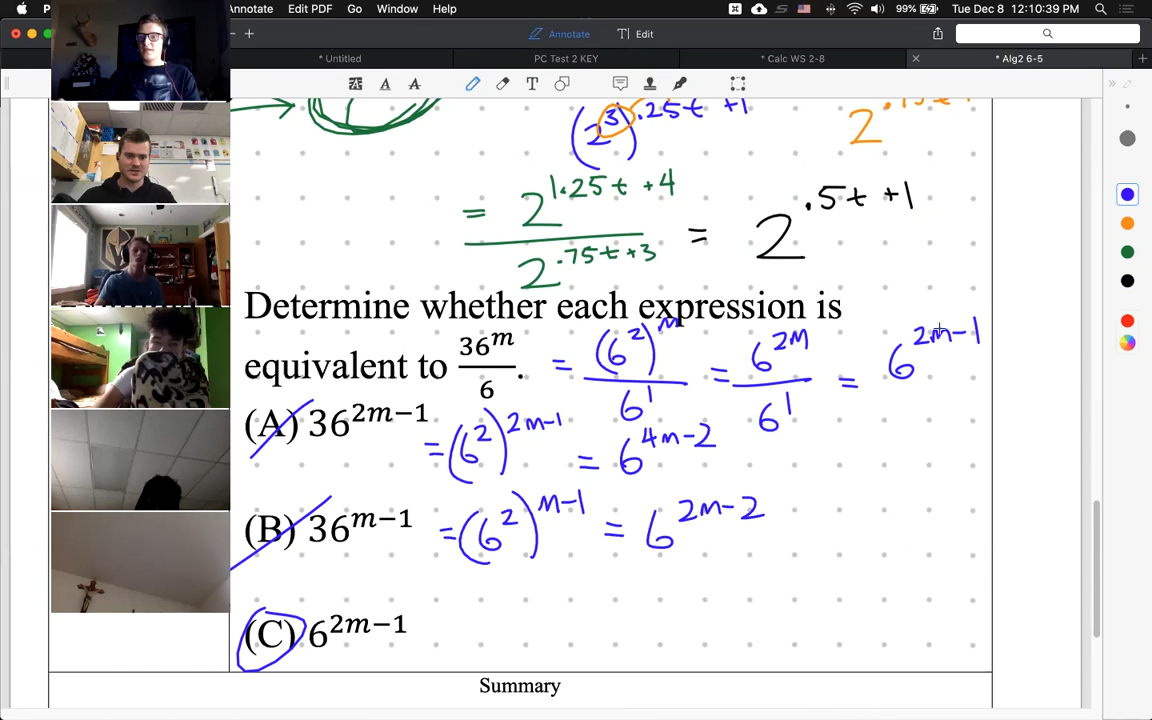 Annotate Edit PDF Go Window Help 99% Tue Dec 8 12:10:39 PM
Annotate Edit
* Untitled PC Test 2 KEY * Calc WS 2-8 * Alg2 6-5
(2^3)^.25t +1
= 2^1.25t +4 / 2^.75t +3 = 2^.5t +1
Determine whether each expression is
equivalent to 36^m / 6. = (6^2)^m / 6^1 = 6^2m / 6^1 = 6^2m-1
(A) 36^2m−1 = (6^2)^2m-1 = 6^4m-2
(B) 36^m−1 = (6^2)^m-1 = 6^2m-2
(C) 6^2m−1
Summary